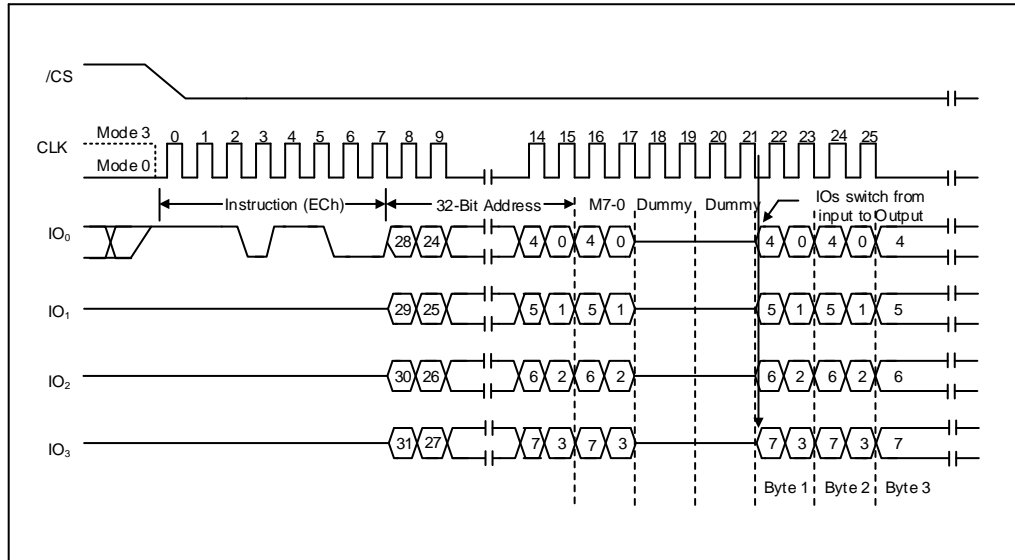 /CS
Mode 3
CLK
Mode 0
0 1 2 3 4 5 6 7 8 9 14 15 16 17 18 19 20 21 22 23 24 25
Instruction (ECh)
32-Bit Address
M7-0
Dummy
Dummy
IOs switch from
input to Output
IO0
28 24 4 0 4 0 4 0 4 0 4
IO1
29 25 5 1 5 1 5 1 5 1 5
IO2
30 26 6 2 6 2 6 2 6 2 6
IO3
31 27 7 3 7 3 7 3 7 3 7
Byte 1 Byte 2 Byte 3